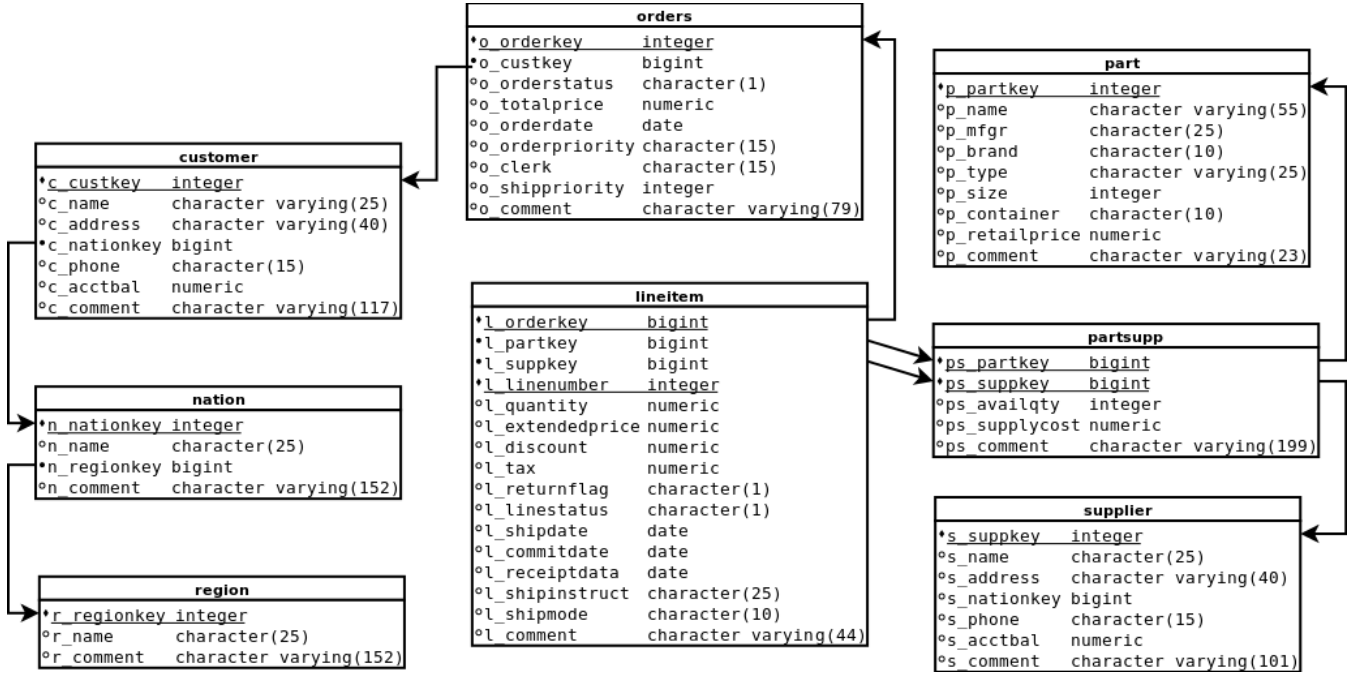 orders
o_orderkey integer
o_custkey bigint
o_orderstatus character(1)
o_totalprice numeric
o_orderdate date
o_orderpriority character(15)
o_clerk character(15)
o_shippriority integer
o_comment character varying(79)
part
p_partkey integer
p_name character varying(55)
p_mfgr character(25)
p_brand character(10)
p_type character varying(25)
p_size integer
p_container character(10)
p_retailprice numeric
p_comment character varying(23)
customer
c_custkey integer
c_name character varying(25)
c_address character varying(40)
c_nationkey bigint
c_phone character(15)
c_acctbal numeric
c_comment character varying(117)
lineitem
l_orderkey bigint
l_partkey bigint
l_suppkey bigint
l_linenumber integer
l_quantity numeric
l_extendedprice numeric
l_discount numeric
l_tax numeric
l_returnflag character(1)
l_linestatus character(1)
l_shipdate date
l_commitdate date
l_receiptdata date
l_shipinstruct character(25)
l_shipmode character(10)
l_comment character varying(44)
partsupp
ps_partkey bigint
ps_suppkey bigint
ps_availqty integer
ps_supplycost numeric
ps_comment character varying(199)
nation
n_nationkey integer
n_name character(25)
n_regionkey bigint
n_comment character varying(152)
supplier
s_suppkey integer
s_name character(25)
s_address character varying(40)
s_nationkey bigint
s_phone character(15)
s_acctbal numeric
s_comment character varying(101)
region
r_regionkey integer
r_name character(25)
r_comment character varying(152)